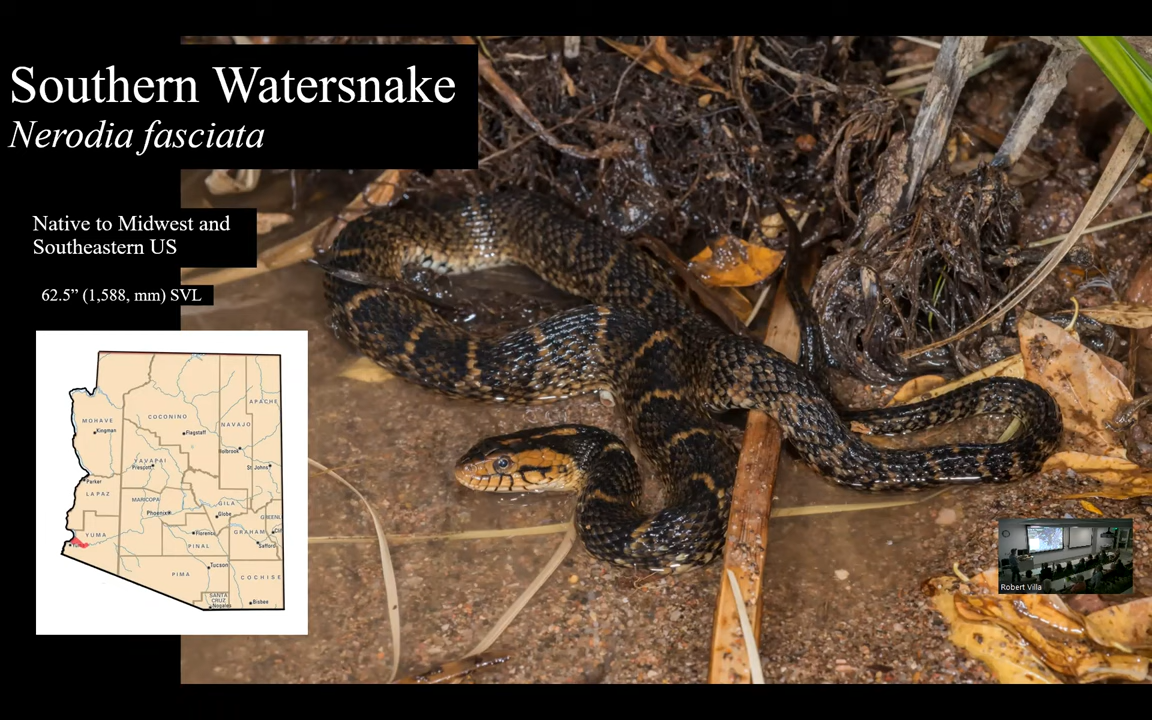 Southern Watersnake
Nerodia fasciata
Native to Midwest and
Southeastern US
62.5” (1,588, mm) SVL
MOHAVE
Kingman
COCONINO
Flagstaff
APACHE
NAVAJO
Holbrook
St Johns
YAVAPAI
Prescott
Parker
LA PAZ
MARICOPA
Phoenix
GILA
Globe
YUMA
Florence
PINAL
GRAHAM
GREENL
Safford
Tucson
PIMA
COCHISE
SANTA
CRUZ
Nogales
Bisbee
Robert Villa